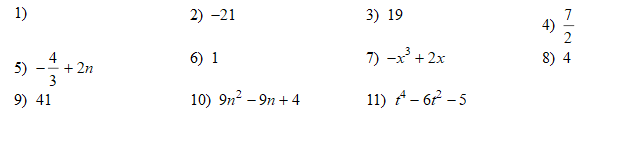 1) 2) –21 3) 19 4) 7/2
5) –4/3 + 2n 6) 1 7) –x³ + 2x 8) 4
9) 41 10) 9n² – 9n + 4 11) t⁴ – 6t² – 5